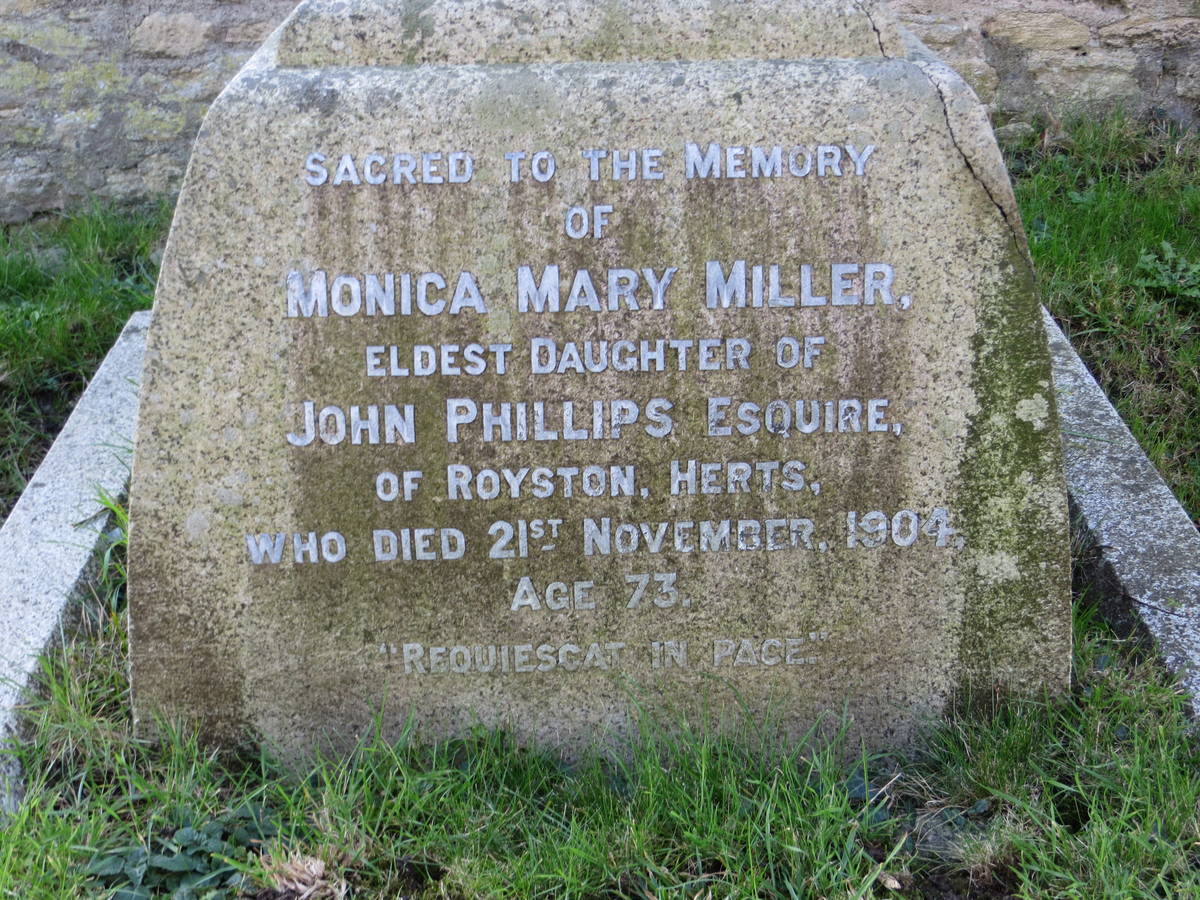 SACRED TO THE MEMORY
OF
MONICA MARY MILLER,
ELDEST DAUGHTER OF
JOHN PHILLIPS ESQUIRE,
OF ROYSTON, HERTS,
WHO DIED 21ST NOVEMBER, 1904,
AGE 73.
"REQUIESCAT IN PACE."